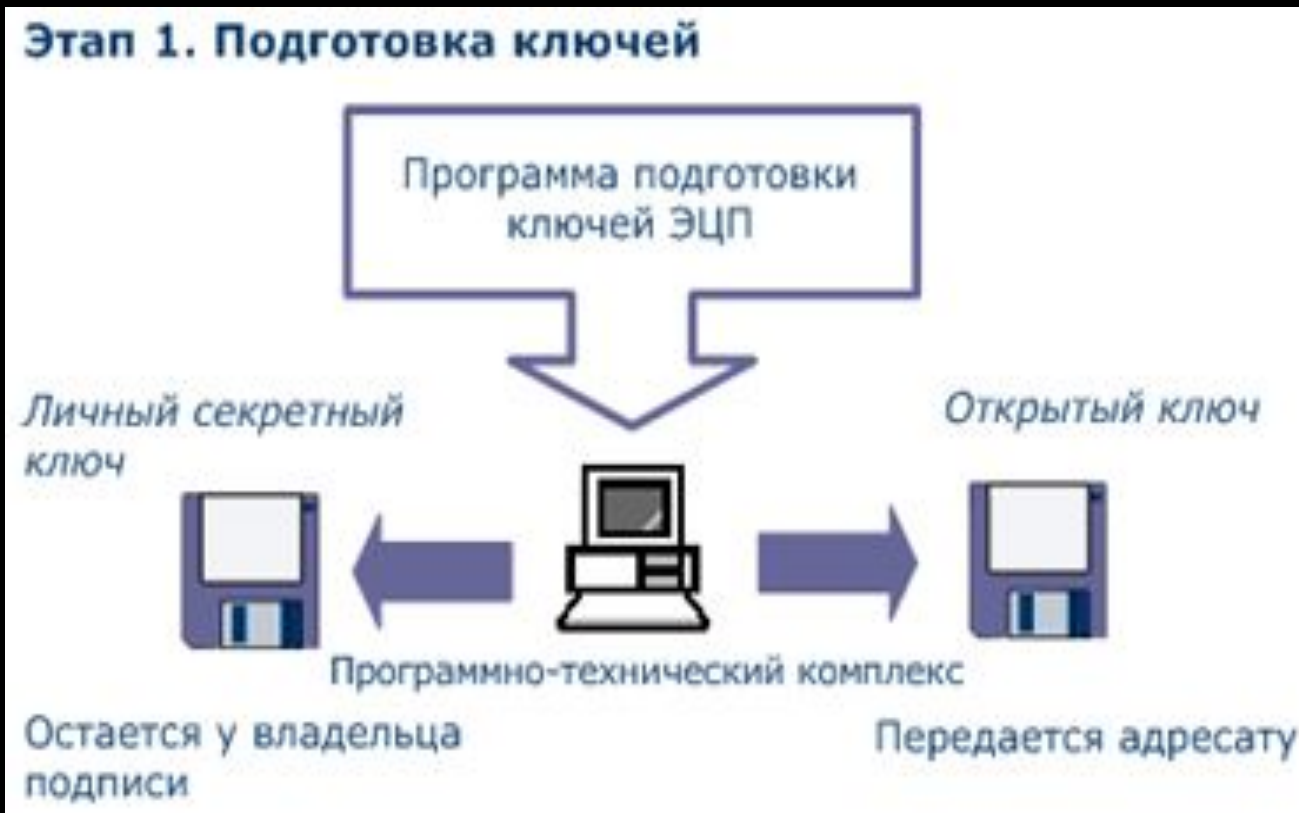 Этап 1. Подготовка ключей
Программа подготовки
ключей ЭЦП
Личный секретный
ключ
Открытый ключ
Программно-технический комплекс
Остается у владельца
подписи
Передается адресату